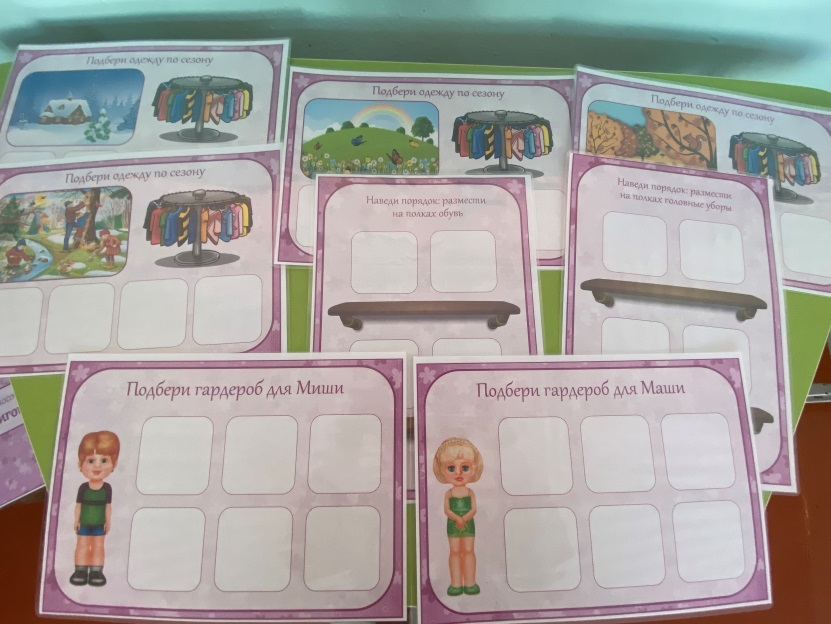 Подбери одежду по сезону
Подбери одежду по сезону
Подбери одежду по сезону
Подбери одежду по сезону
Наведи порядок: размести
на полках обувь
Наведи порядок: размести
на полках головные уборы
Подбери гардероб для Миши
Подбери гардероб для Маши